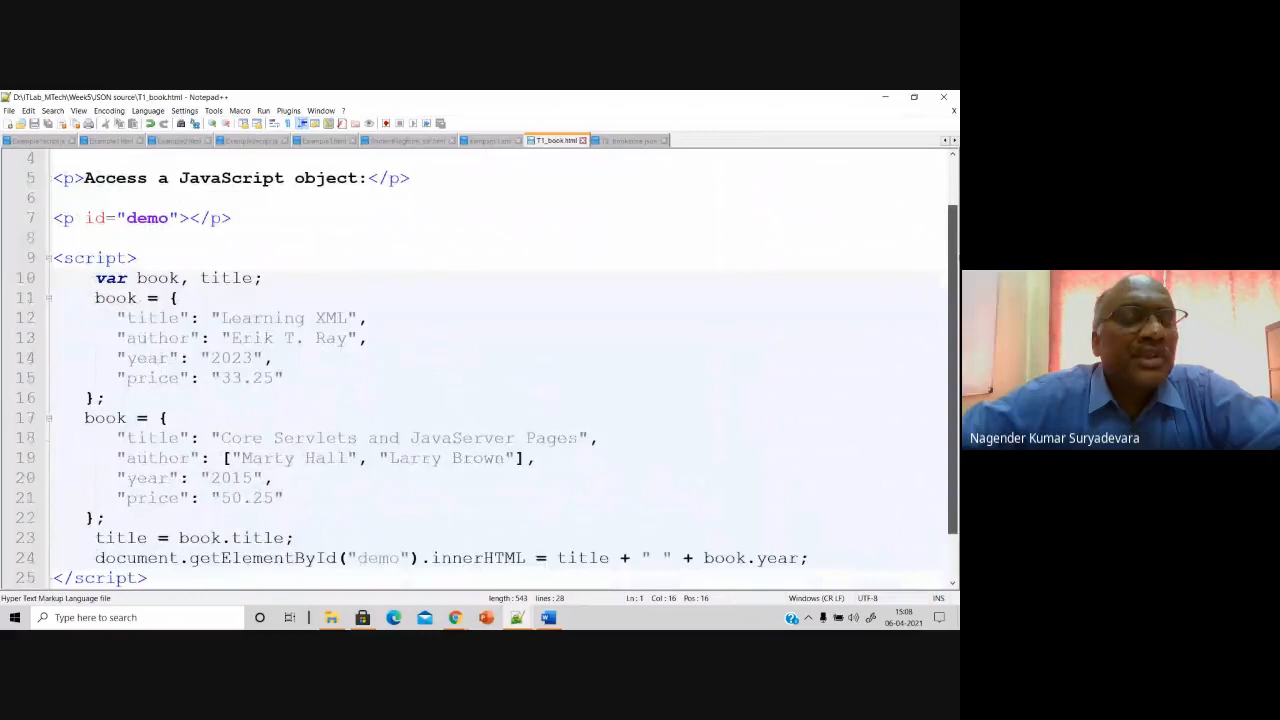 D:\ITLab_MTech\Week5\JSON source\T1_book.html - Notepad++
File Edit Search View Encoding Language Settings Tools Macro Run Plugins Window ?
X
T1_book.html
4
5 <p>Access a JavaScript object:</p>
6
7 <p id="demo"></p>
8
9 <script>
10 var book, title;
11 book = {
12 "title": "Learning XML",
13 "author": "Erik T. Ray",
14 "year": "2023",
15 "price": "33.25"
16 };
17 book = {
18 "title": "Core Servlets and JavaServer Pages",
19 "author": ["Marty Hall", "Larry Brown"],
20 "year": "2015",
21 "price": "50.25"
22 };
23 title = book.title;
24 document.getElementById("demo").innerHTML = title + " " + book.year;
25 </script>
Hyper Text Markup Language file length: 543 lines: 28 Ln: 1 Col: 16 Pos: 16 Windows (CR LF) UTF-8 INS
Type here to search
15:08
06-04-2021
Nagender Kumar Suryadevara